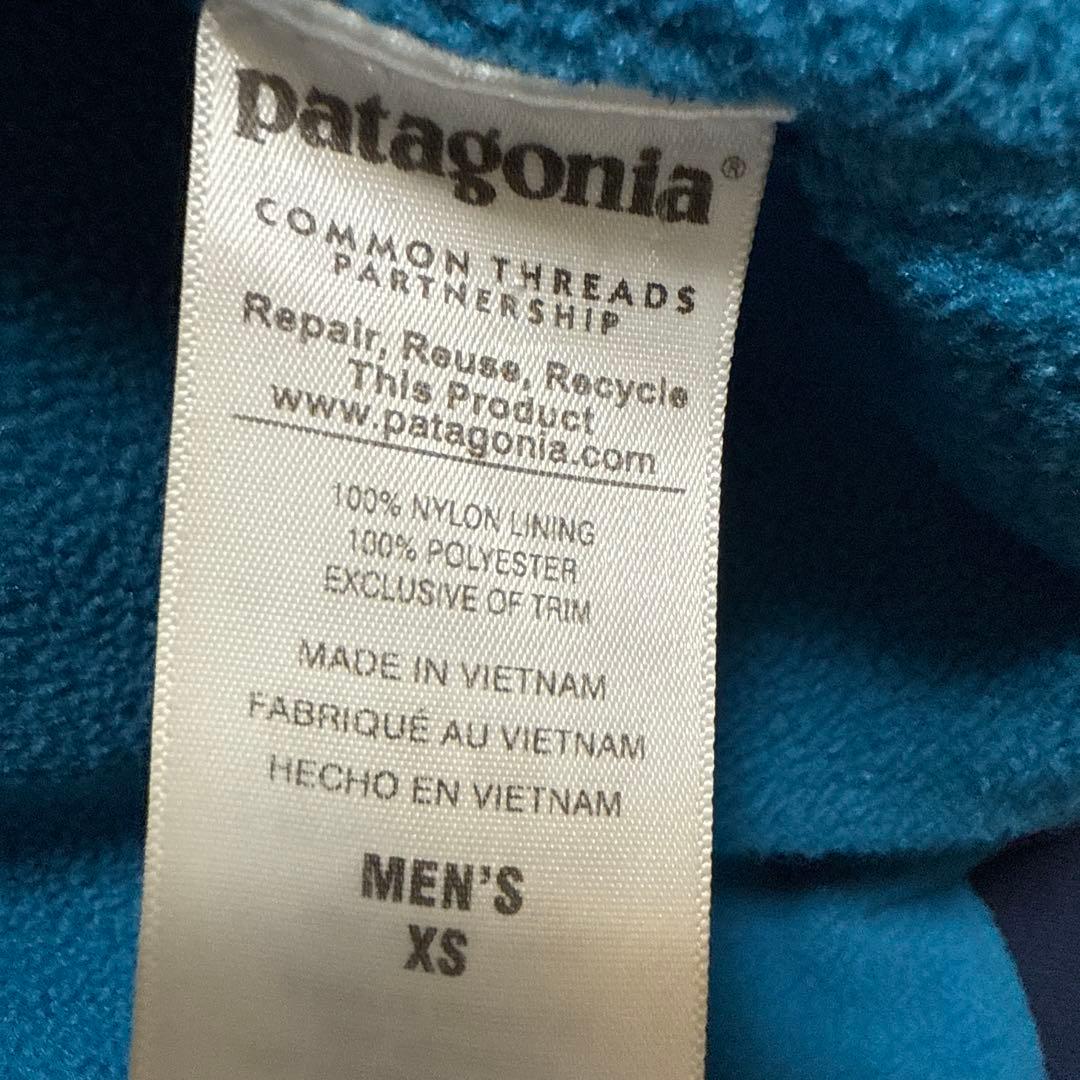 patagonia®
COMMON THREADS
PARTNERSHIP
Repair, Reuse, Recycle
This Product
www.patagonia.com
100% NYLON LINING
100% POLYESTER
EXCLUSIVE OF TRIM
MADE IN VIETNAM
FABRIQUÉ AU VIETNAM
HECHO EN VIETNAM
MEN'S
XS